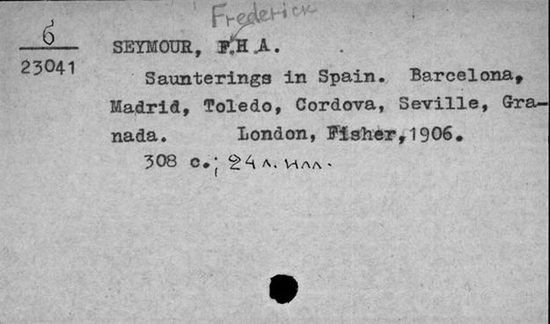 Frederick
6
23041
SEYMOUR, F.H.A.
Saunterings in Spain. Barcelona,
Madrid, Toledo, Cordova, Seville, Gra-
nada. London, Fisher, 1906.
308 с.; 24 л. илл.